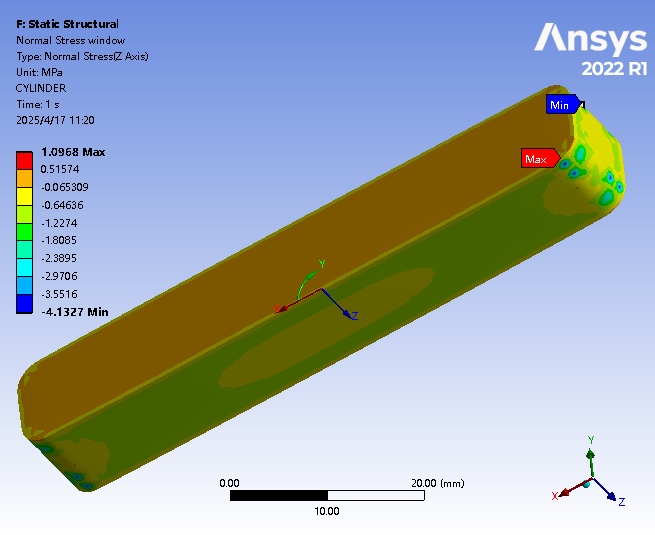 F: Static Structural
Normal Stress window
Type: Normal Stress(Z Axis)
Unit: MPa
CYLINDER
Time: 1 s
2025/4/17 11:20
Ansys
2022 R1
1.0968 Max
0.51574
-0.065309
-0.64636
-1.2274
-1.8085
-2.3895
-2.9706
-3.5516
-4.1327 Min
Min
Max
Y
X
Z
0.00
20.00 (mm)
10.00
Y
X
Z